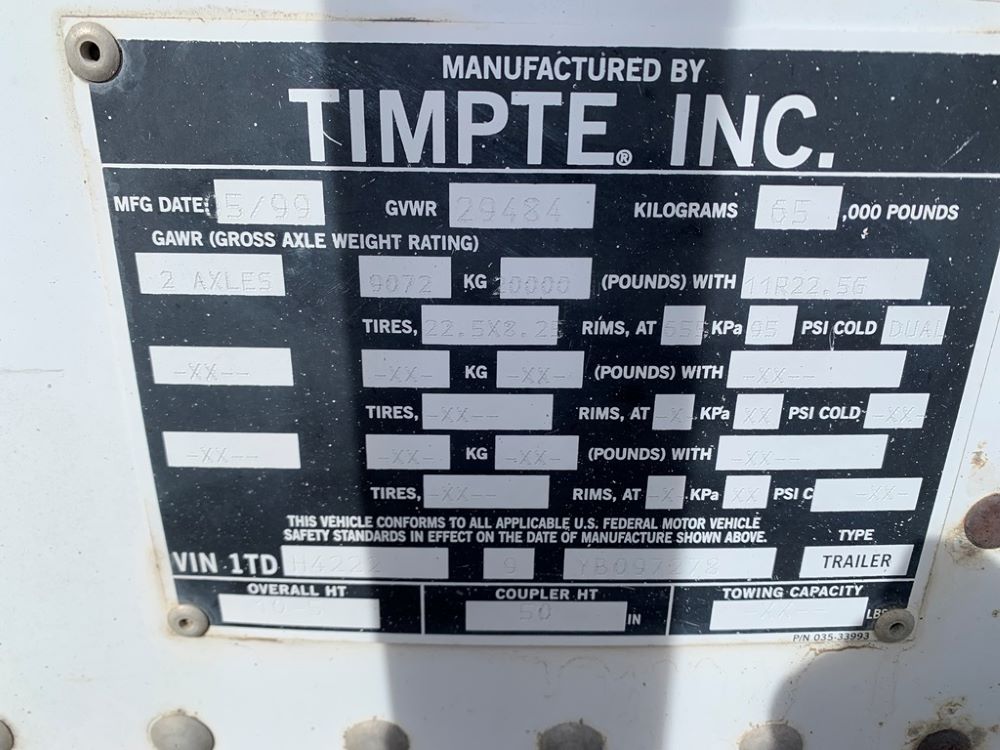 MANUFACTURED BY
TIMPTE® INC.
MFG DATE: 5/99 GVWR 29484 KILOGRAMS 65 ,000 POUNDS
GAWR (GROSS AXLE WEIGHT RATING)
2 AXLES 9072 KG 20000 (POUNDS) WITH 11R22.5G
TIRES, 22.5X8.25 RIMS, AT 655 KPa 95 PSI COLD DUAL
-XX-- -XX- KG -XX- (POUNDS) WITH -XX--
TIRES, -XX-- RIMS, AT -X- KPa XX PSI COLD -XX-
-XX-- -XX- KG -XX- (POUNDS) WITH -XX--
TIRES, -XX-- RIMS, AT -X- KPa XX PSI C -XX-
THIS VEHICLE CONFORMS TO ALL APPLICABLE U.S. FEDERAL MOTOR VEHICLE
SAFETY STANDARDS IN EFFECT ON THE DATE OF MANUFACTURE SHOWN ABOVE. TYPE
VIN 1TD H4222 9 YB097278 TRAILER
OVERALL HT COUPLER HT TOWING CAPACITY
50 IN -XX-- LBS
P/N 035-33993